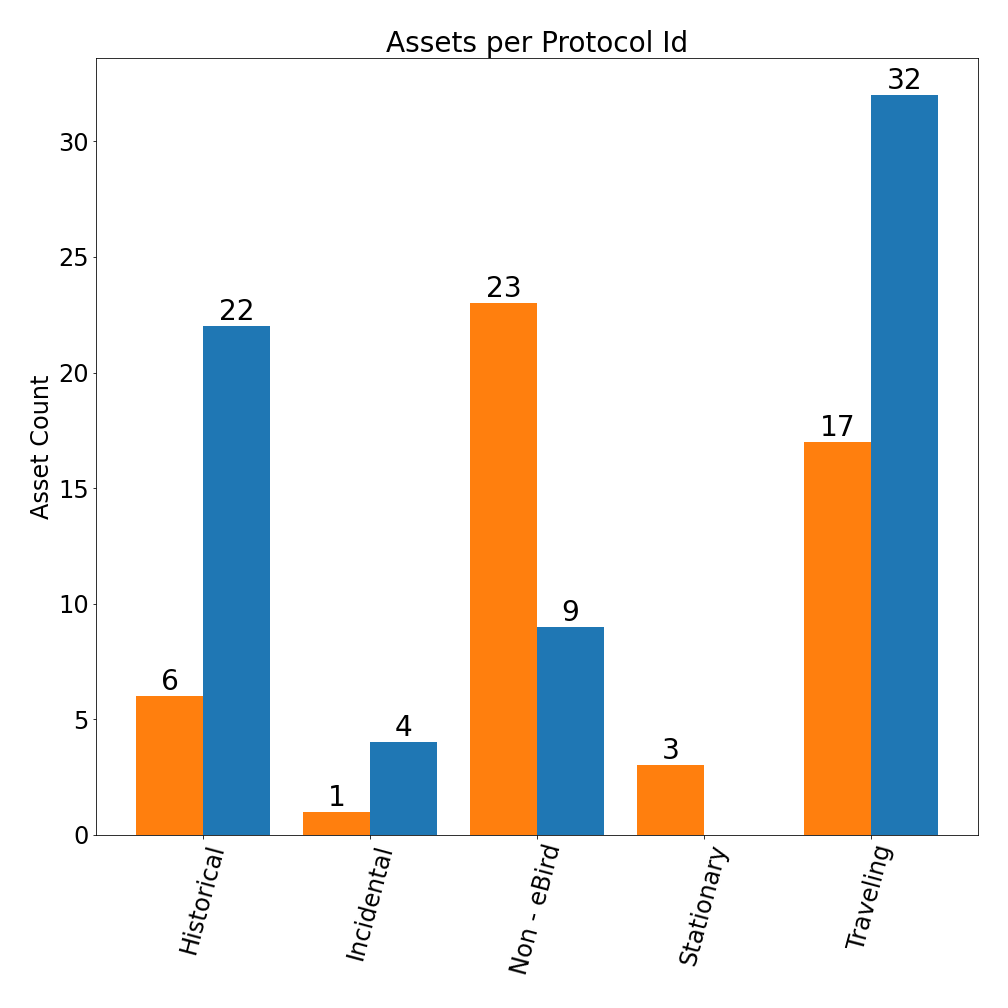 Assets per Protocol Id
Asset Count
30
25
20
15
10
5
0
6
22
1
4
23
9
3
17
32
Historical
Incidental
Non - eBird
Stationary
Traveling